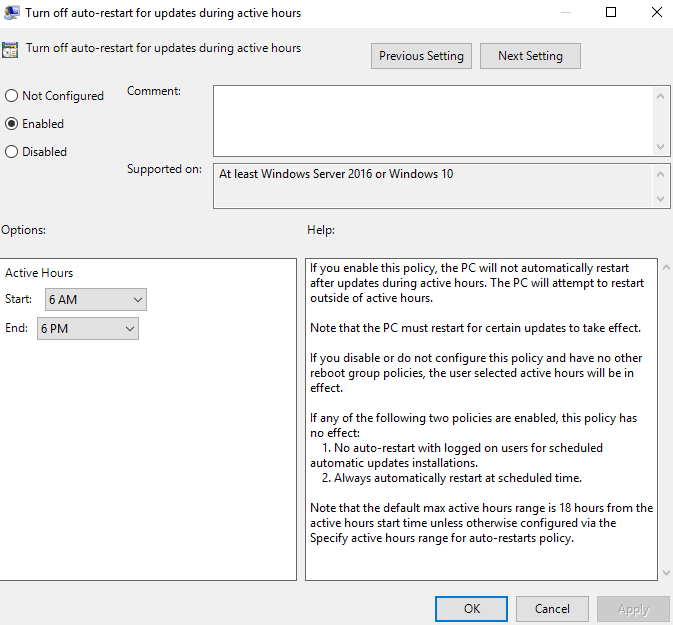 Turn off auto-restart for updates during active hours
Turn off auto-restart for updates during active hours
Previous Setting
Next Setting
Not Configured
Enabled
Disabled
Comment:
Supported on:
At least Windows Server 2016 or Windows 10
Options:
Help:
Active Hours
Start:
6 AM
End:
6 PM
If you enable this policy, the PC will not automatically restart
after updates during active hours. The PC will attempt to restart
outside of active hours.
Note that the PC must restart for certain updates to take effect.
If you disable or do not configure this policy and have no other
reboot group policies, the user selected active hours will be in
effect.
If any of the following two policies are enabled, this policy has
no effect:
1. No auto-restart with logged on users for scheduled
automatic updates installations.
2. Always automatically restart at scheduled time.
Note that the default max active hours range is 18 hours from the
active hours start time unless otherwise configured via the
Specify active hours range for auto-restarts policy.
OK
Cancel
Apply